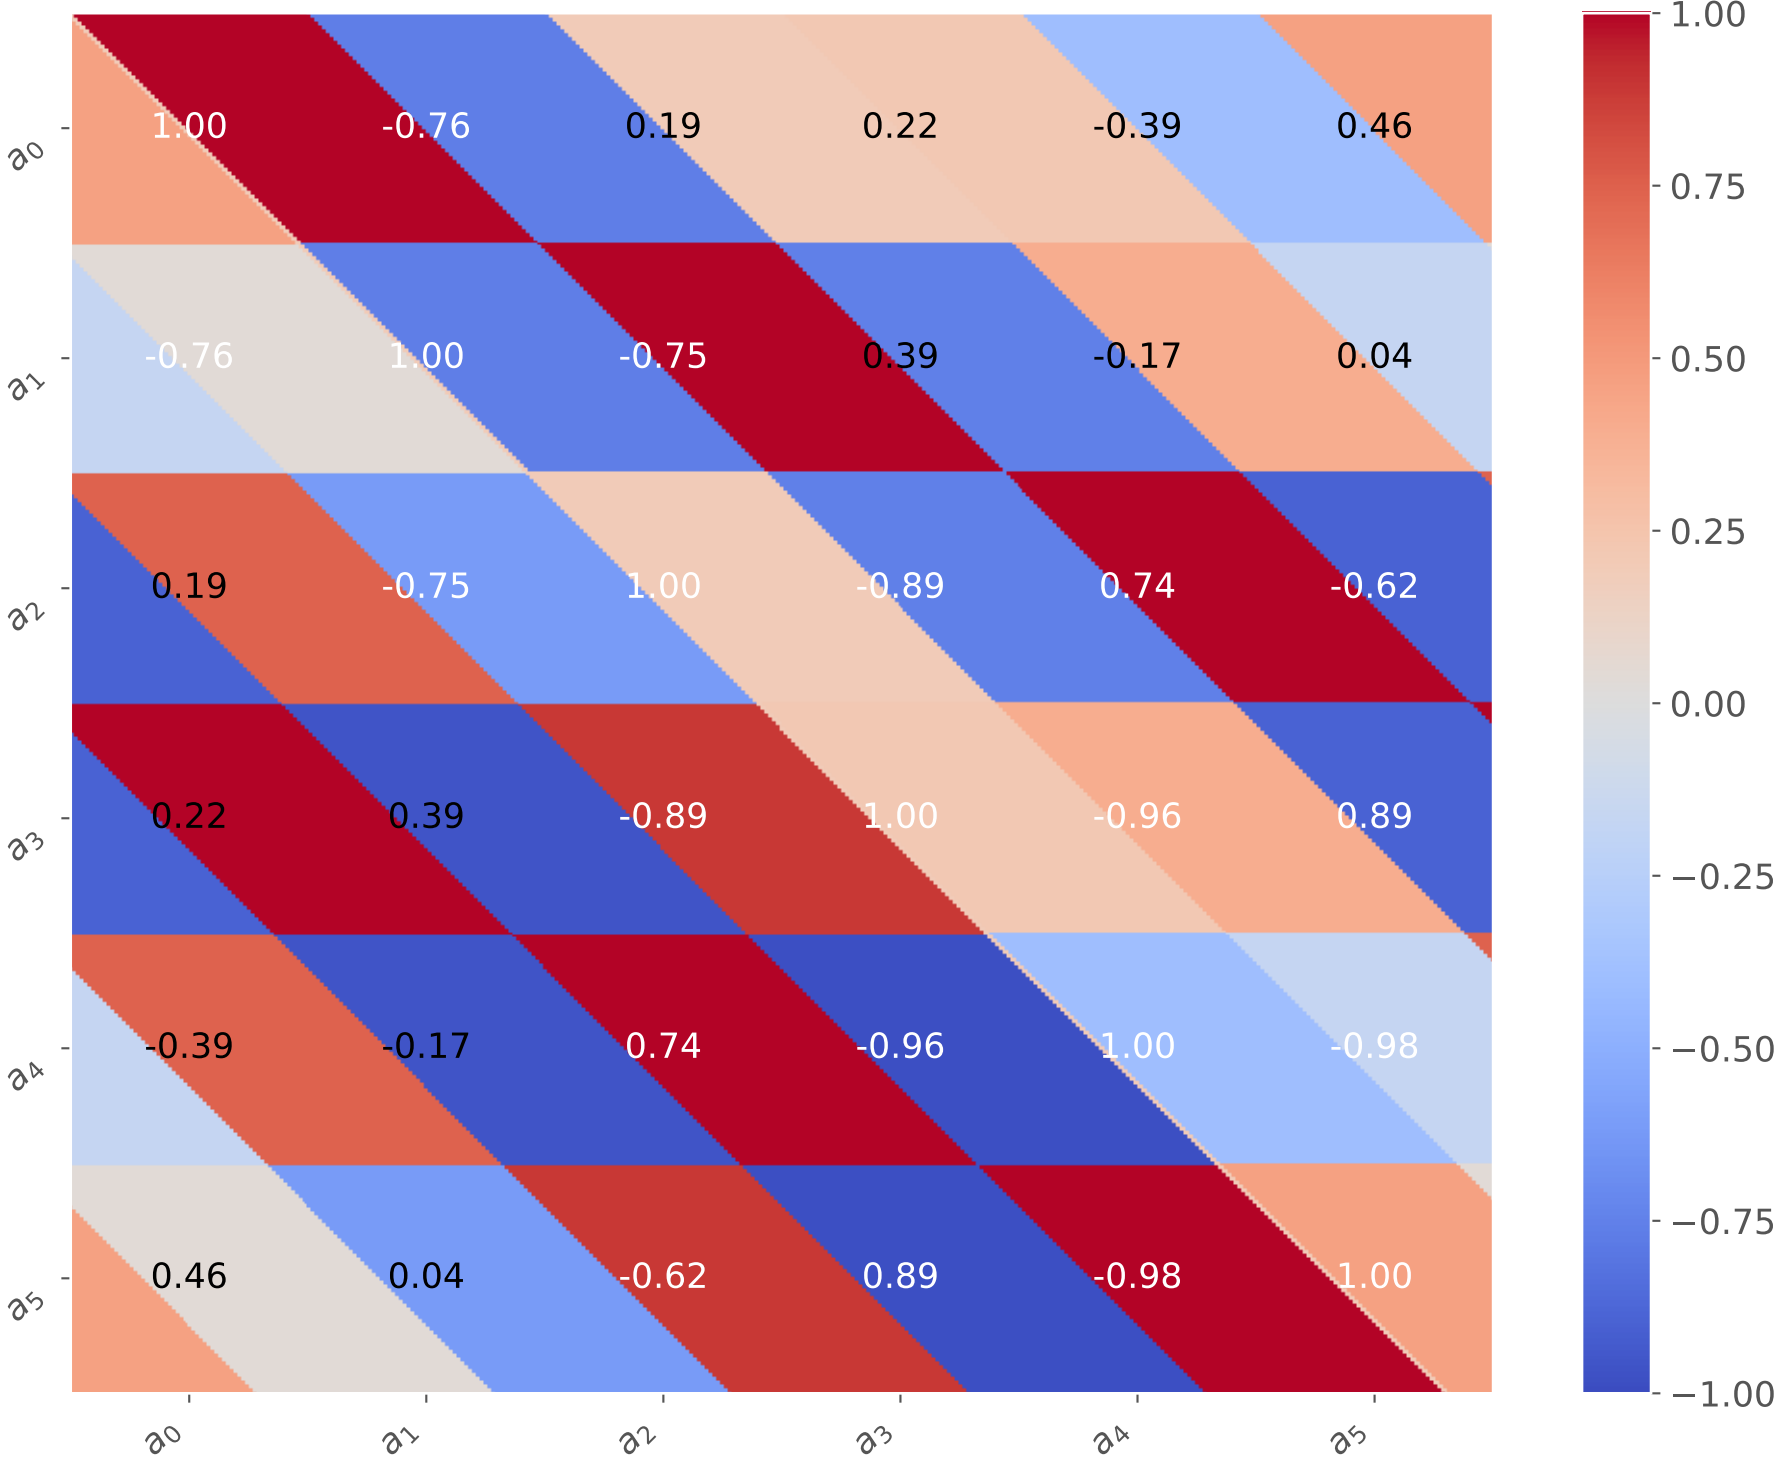 1.00
a0 1.00 -0.76 0.19 0.22 -0.39 0.46
0.75
a1 -0.76 1.00 -0.75 0.39 -0.17 0.04
0.50
0.25
a2 0.19 -0.75 1.00 -0.89 0.74 -0.62
0.00
a3 0.22 0.39 -0.89 1.00 -0.96 0.89
−0.25
a4 -0.39 -0.17 0.74 -0.96 1.00 -0.98
−0.50
−0.75
a5 0.46 0.04 -0.62 0.89 -0.98 1.00
−1.00
a0 a1 a2 a3 a4 a5